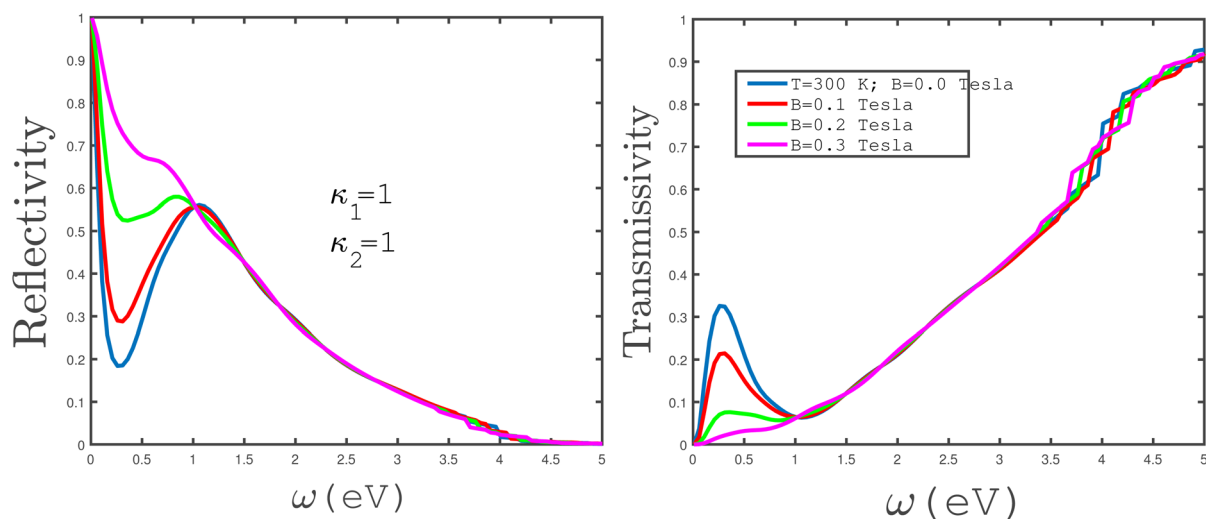 Reflectivity
1
0.9
0.8
0.7
0.6
0.5
0.4
0.3
0.2
0.1
0
κ1=1
κ2=1
0 0.5 1 1.5 2 2.5 3 3.5 4 4.5 5
ω(eV)
Transmissivity
1
0.9
0.8
0.7
0.6
0.5
0.4
0.3
0.2
0.1
0
T=300 K; B=0.0 Tesla
B=0.1 Tesla
B=0.2 Tesla
B=0.3 Tesla
0 0.5 1 1.5 2 2.5 3 3.5 4 4.5 5
ω(eV)